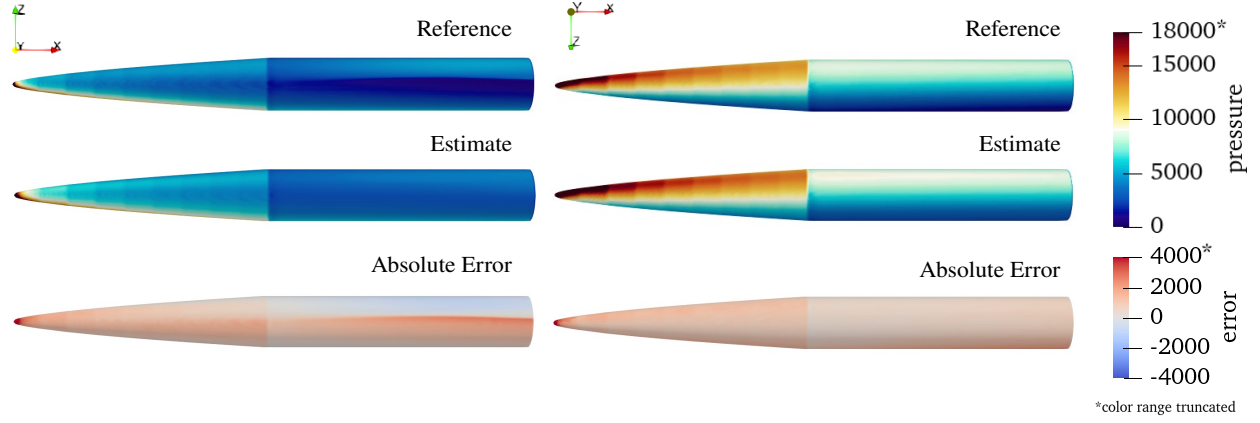 Z
Y X
Reference
Estimate
Absolute Error
Y X
Z
Reference
Estimate
Absolute Error
18000*
15000
10000
5000
0
pressure
4000*
2000
0
-2000
-4000
error
*color range truncated